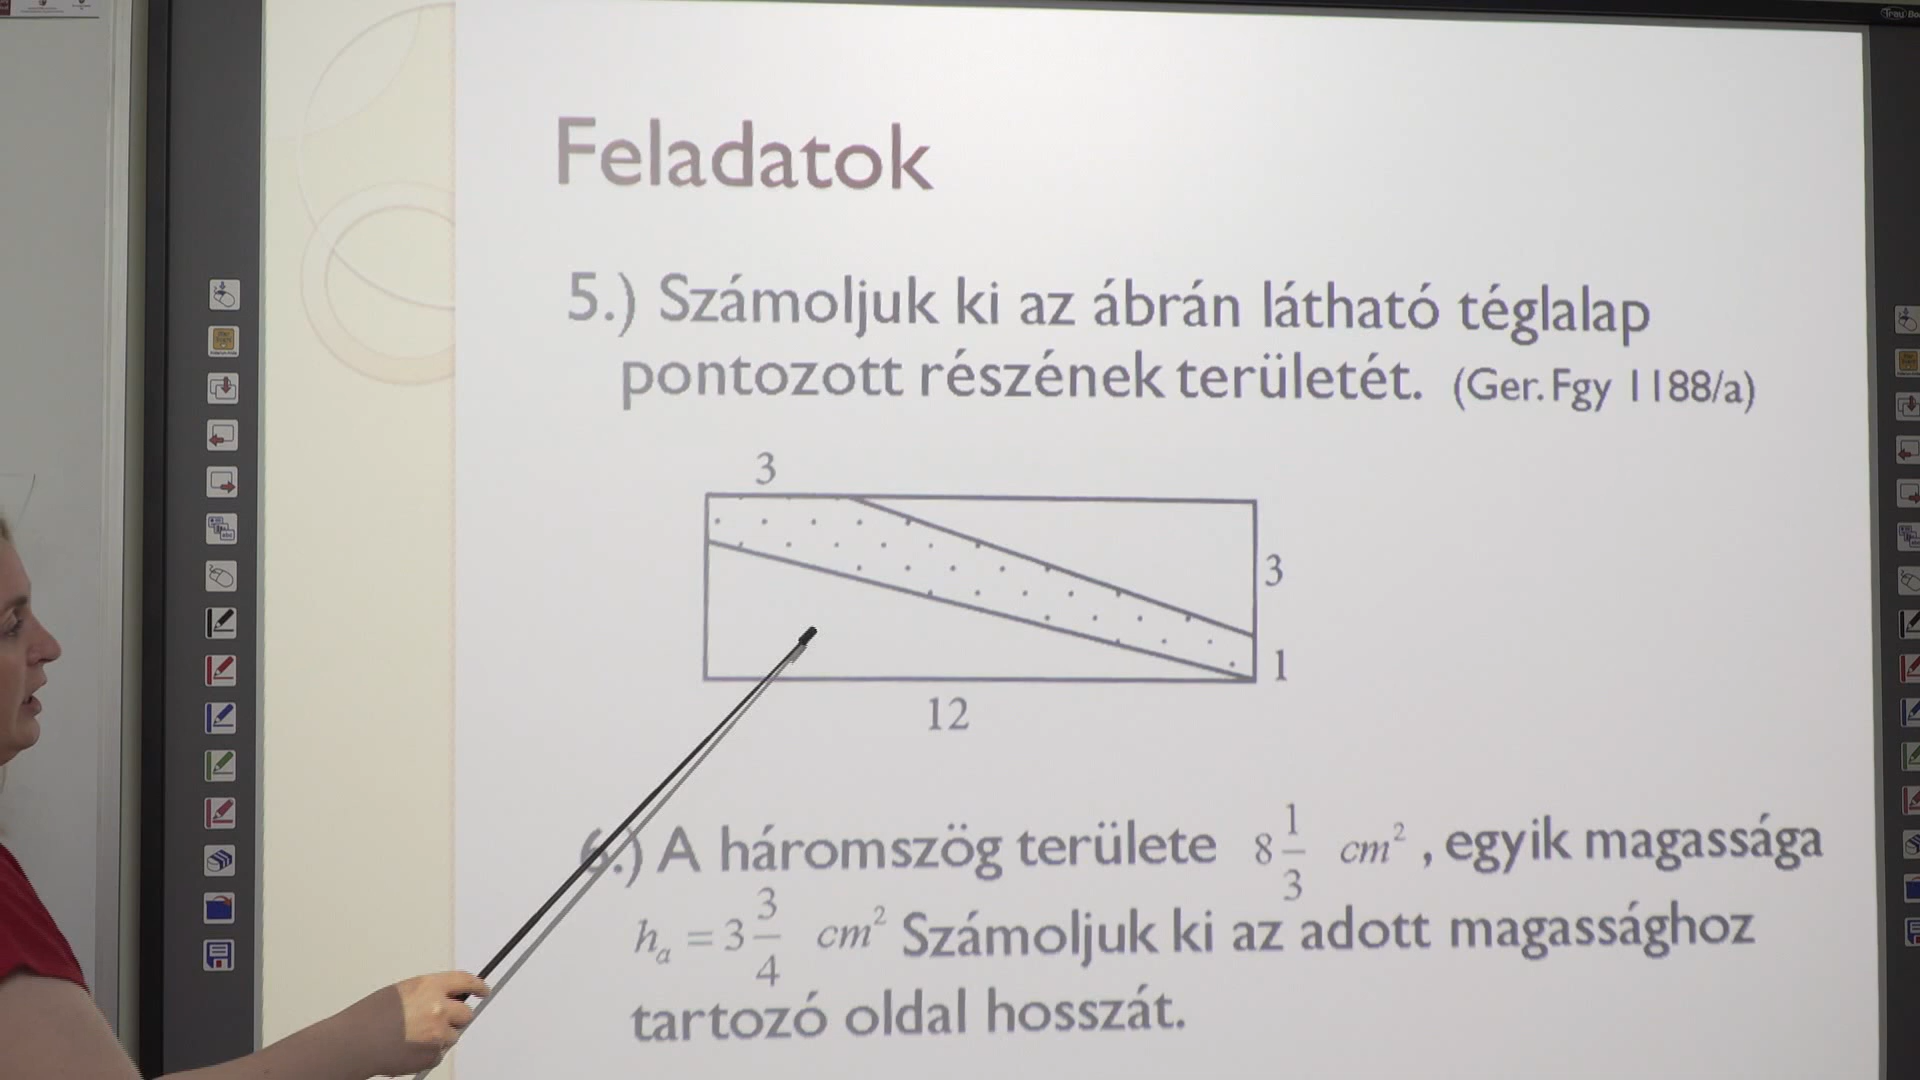 Feladatok
5.) Számoljuk ki az ábrán látható téglalap
pontozott részének területét. (Ger. Fgy 1188/a)
3
3
1
12
6.) A háromszög területe 8 1/3 cm², egyik magassága
hₐ = 3 3/4 cm² Számoljuk ki az adott magassághoz
tartozó oldal hosszát.